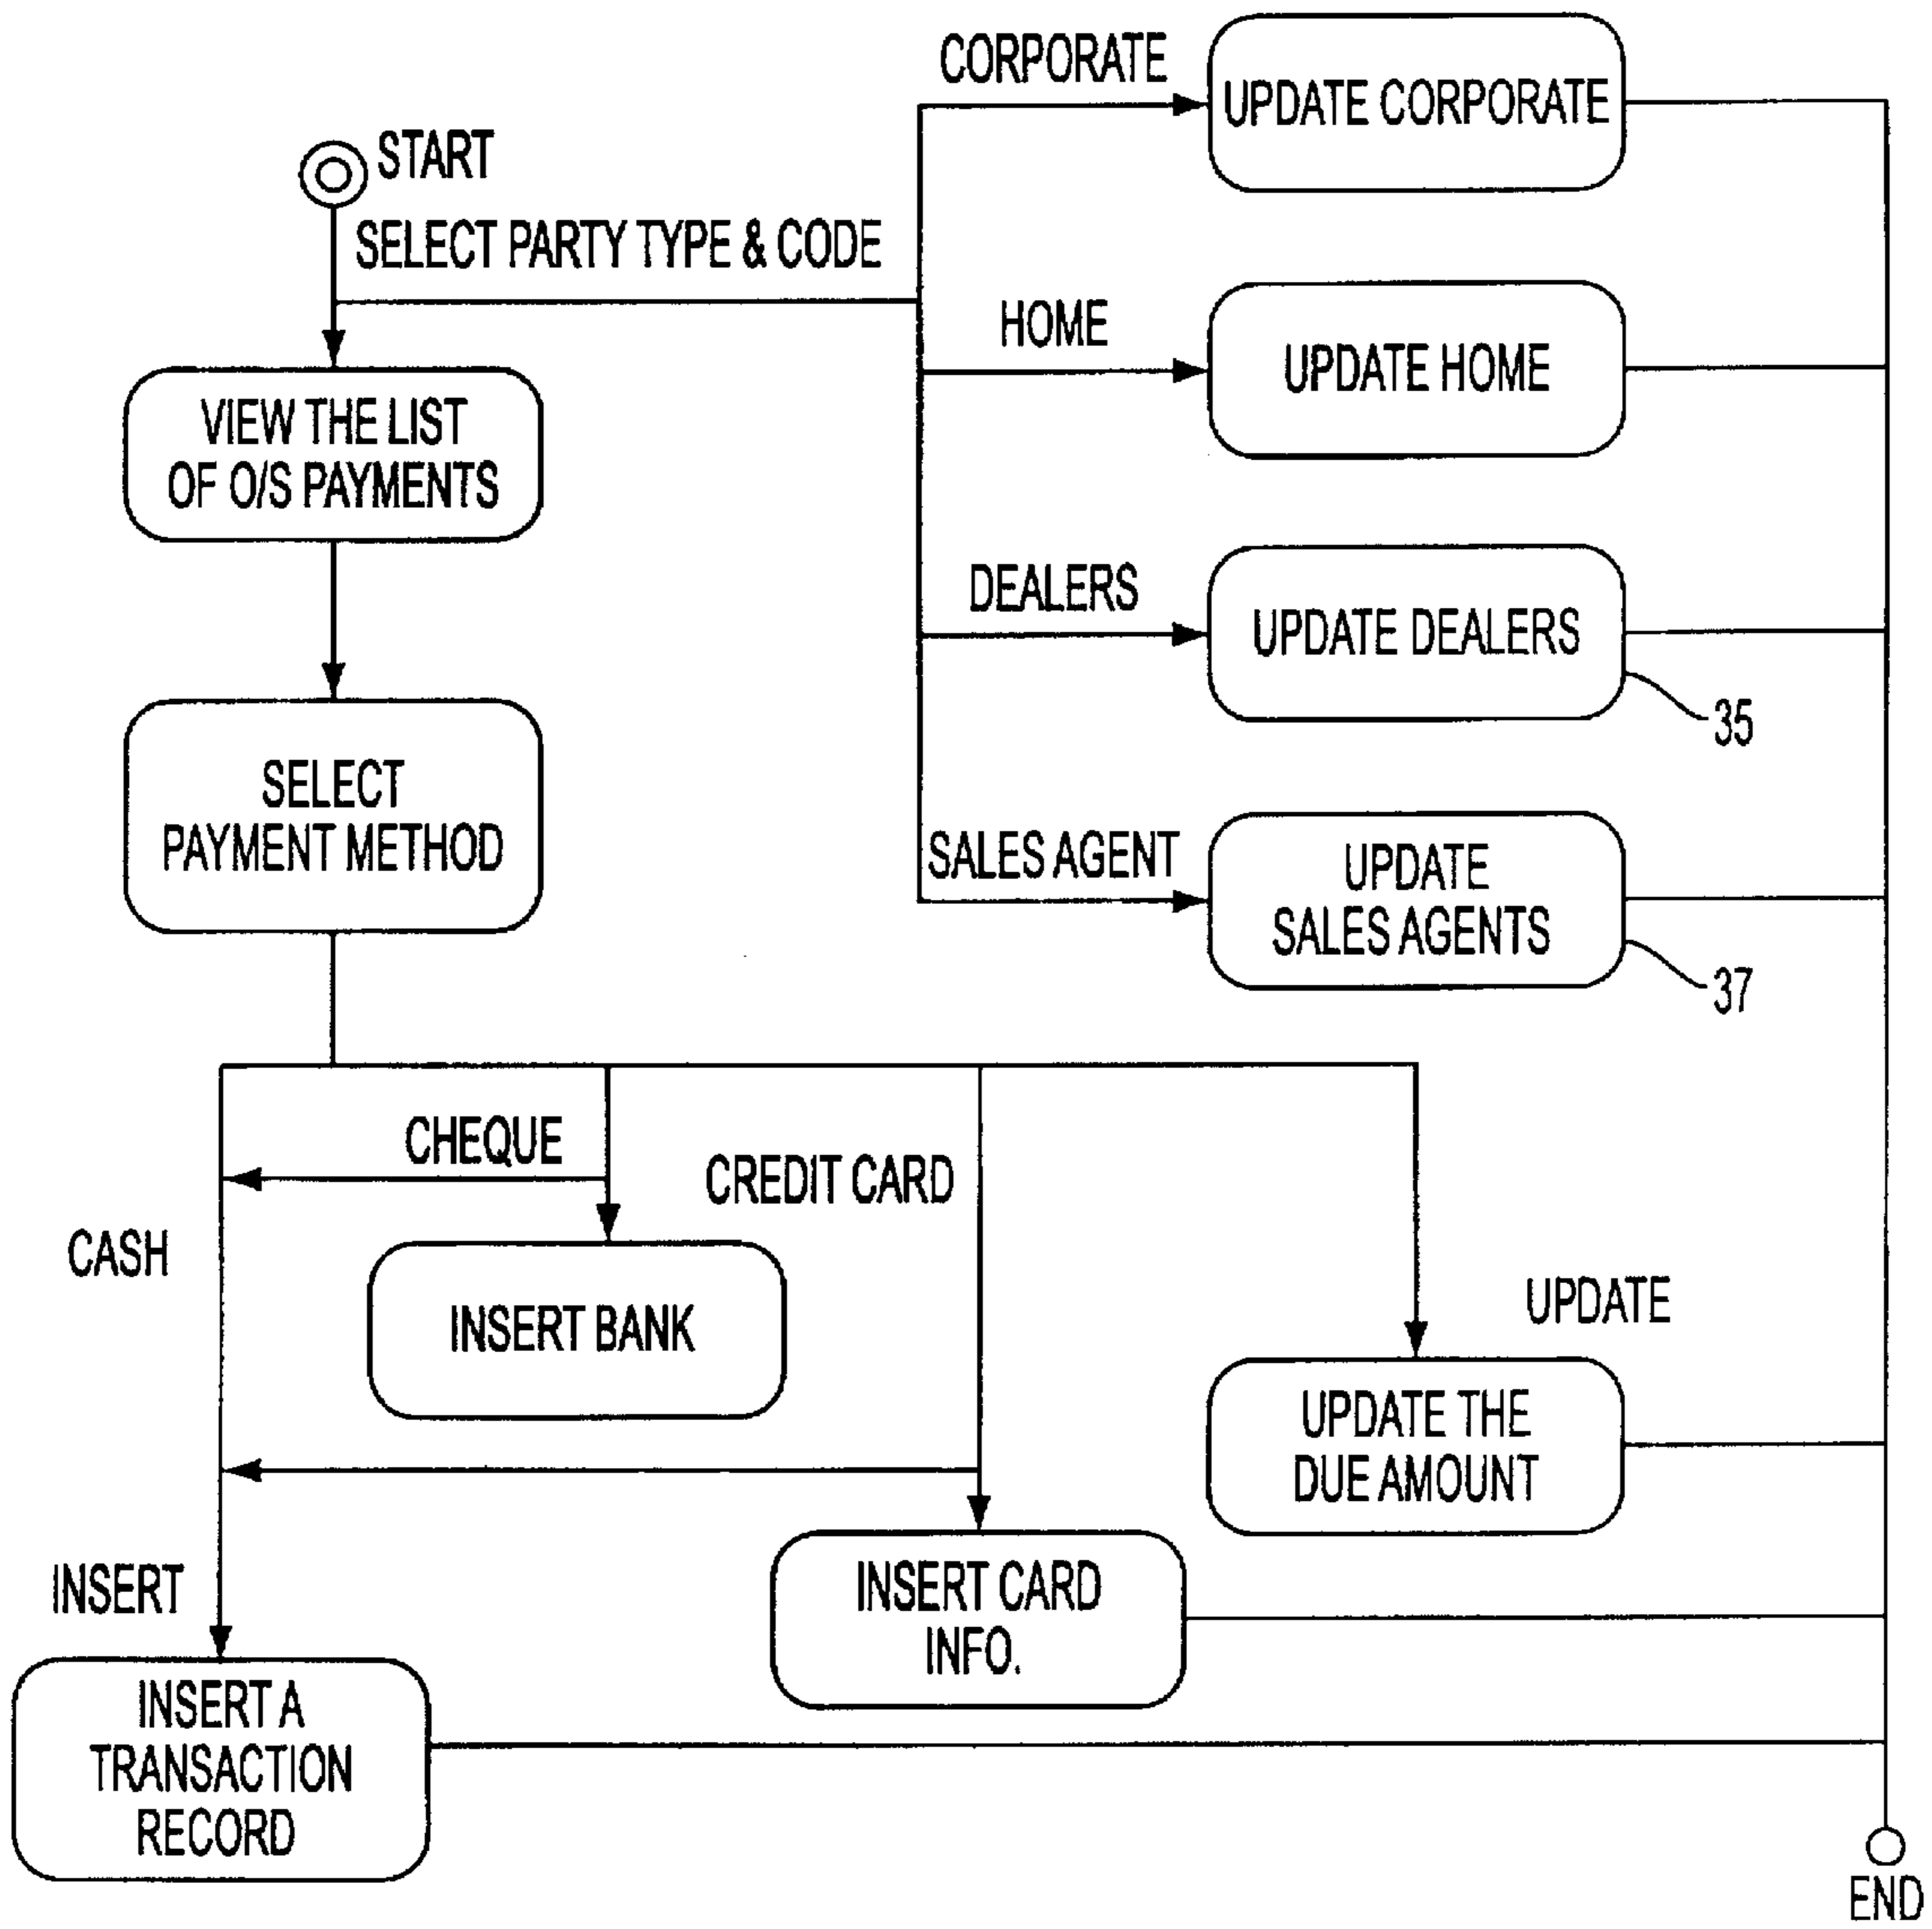 CORPORATE
UPDATE CORPORATE
START
SELECT PARTY TYPE & CODE
HOME
UPDATE HOME
VIEW THE LIST
OF O/S PAYMENTS
DEALERS
UPDATE DEALERS
35
SELECT
PAYMENT METHOD
SALES AGENT
UPDATE
SALES AGENTS
37
CHEQUE
CREDIT CARD
CASH
INSERT BANK
UPDATE
UPDATE THE
DUE AMOUNT
INSERT
INSERT CARD
INFO.
INSERT A
TRANSACTION
RECORD
END